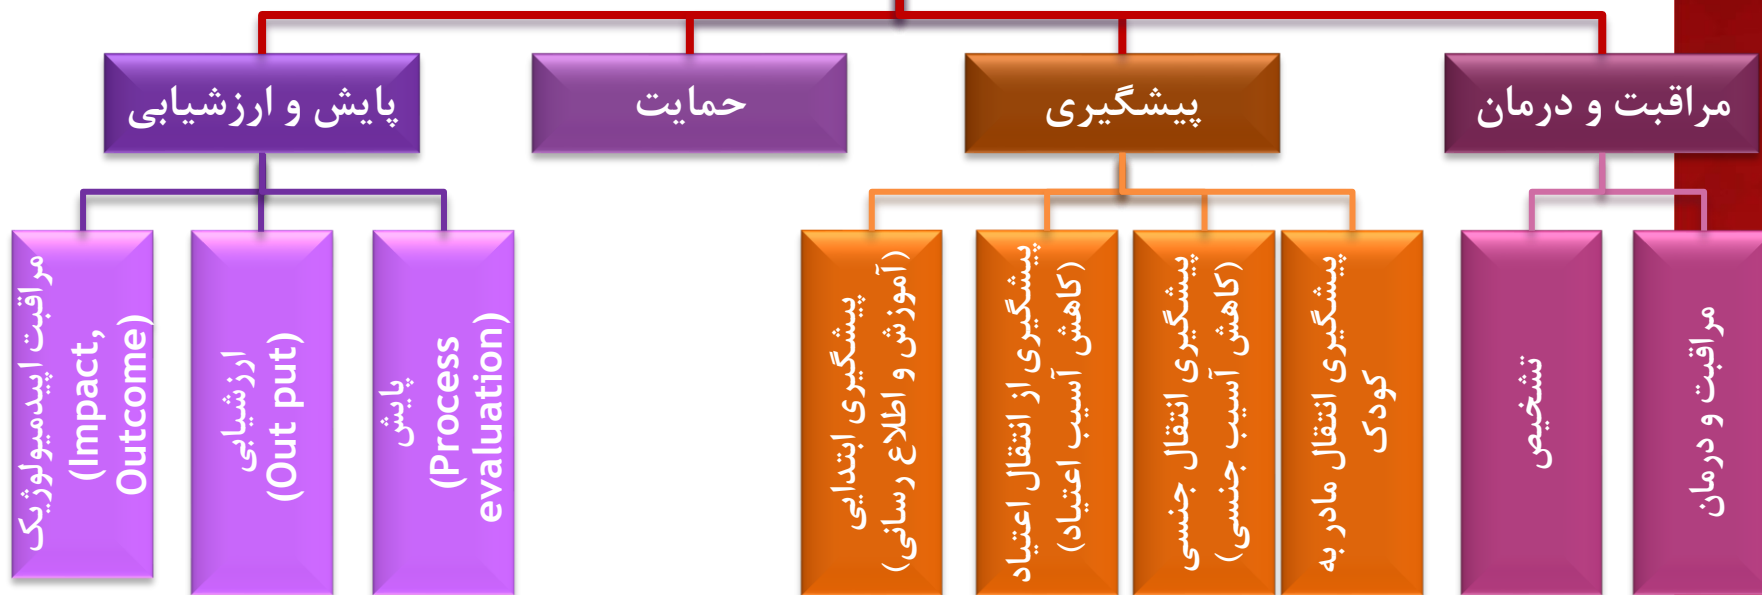 مراقبت و درمان
پیشگیری
حمایت
پایش و ارزشیابی
مراقبت و درمان
تشخیص
پیشگیری انتقال مادر به
کودک
پیشگیری انتقال جنسی
(کاهش آسیب جنسی)
پیشگیری از انتقال اعتیاد
(کاهش آسیب اعتیاد)
پیشگیری ابتدایی
(آموزش و اطلاع رسانی)
پایش
(Process
evaluation)
ارزشیابی
(Out put)
مراقبت اپیدمیولوژیک
(Impact,
Outcome)